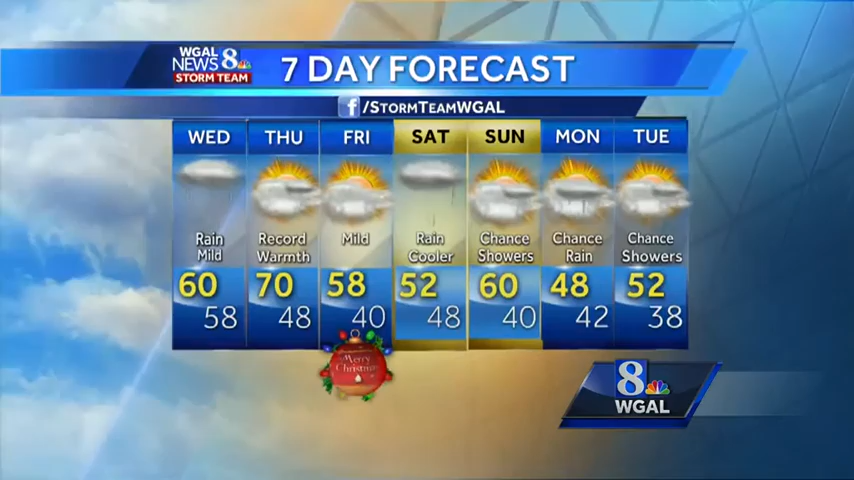 WGAL
NEWS 8
STORM TEAM
7 DAY FORECAST
f/STORMTEAMWGAL
WED THU FRI SAT SUN MON TUE
Rain Record Mild Rain Chance Chance Chance
Mild Warmth Cooler Showers Rain Showers
60 70 58 52 60 48 52
58 48 40 48 40 42 38
Merry
Christmas
8
WGAL